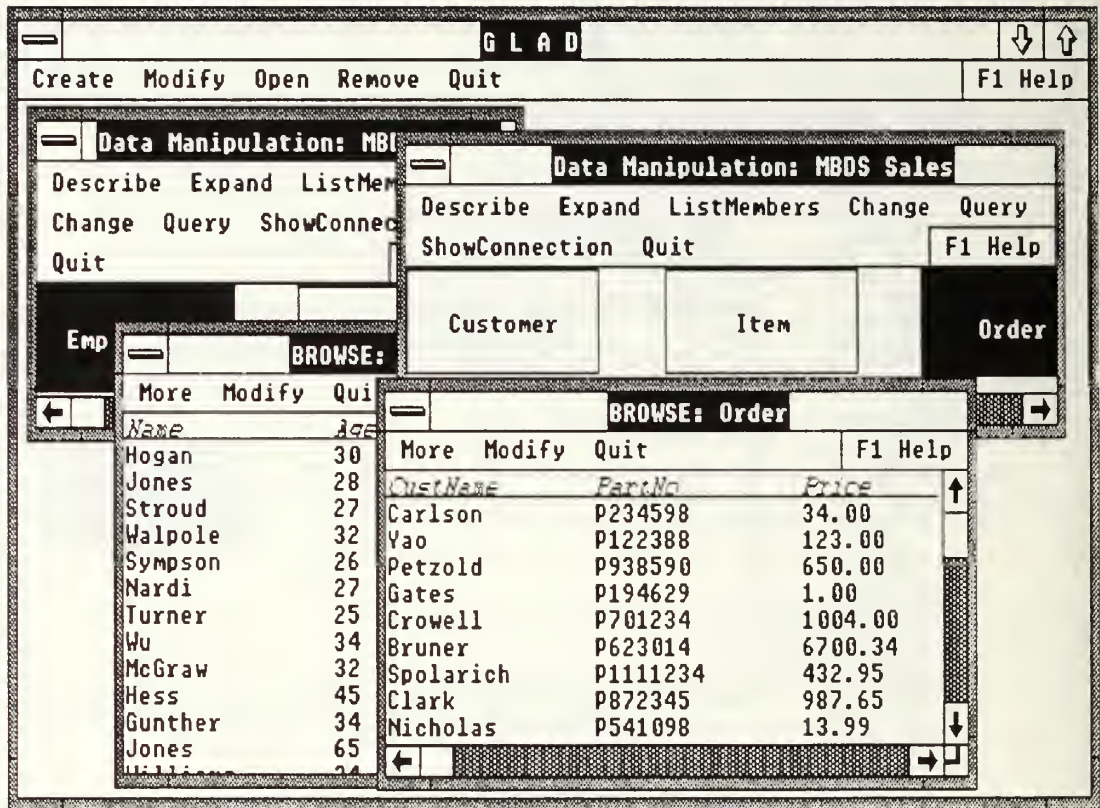 G L A D
Create Modify Open Remove Quit F1 Help
Data Manipulation: MBD
Describe Expand ListMem
Change Query ShowConnec
Quit
Emp
Data Manipulation: MBDS Sales
Describe Expand ListMembers Change Query
ShowConnection Quit F1 Help
Customer Item Order
BROWSE:
More Modify Qui
Name Age
Hogan 30
Jones 28
Stroud 27
Walpole 32
Sympson 26
Nardi 27
Turner 25
Wu 34
McGraw 32
Hess 45
Gunther 34
Jones 65
BROWSE: Order
More Modify Quit F1 Help
CustName PartNo Price
Carlson P234598 34.00
Yao P122388 123.00
Petzold P938590 650.00
Gates P194629 1.00
Crowell P701234 1004.00
Bruner P623014 6700.34
Spolarich P1111234 432.95
Clark P872345 987.65
Nicholas P541098 13.99